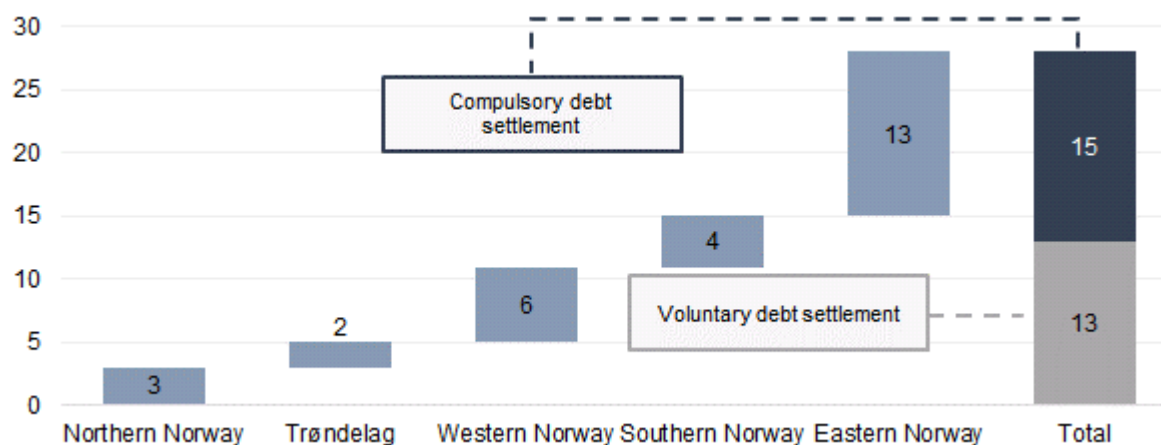 30
25
20
15
10
5
0
Compulsory debt
settlement
Voluntary debt settlement
3
2
6
4
13
15
13
Northern Norway
Trøndelag
Western Norway
Southern Norway
Eastern Norway
Total